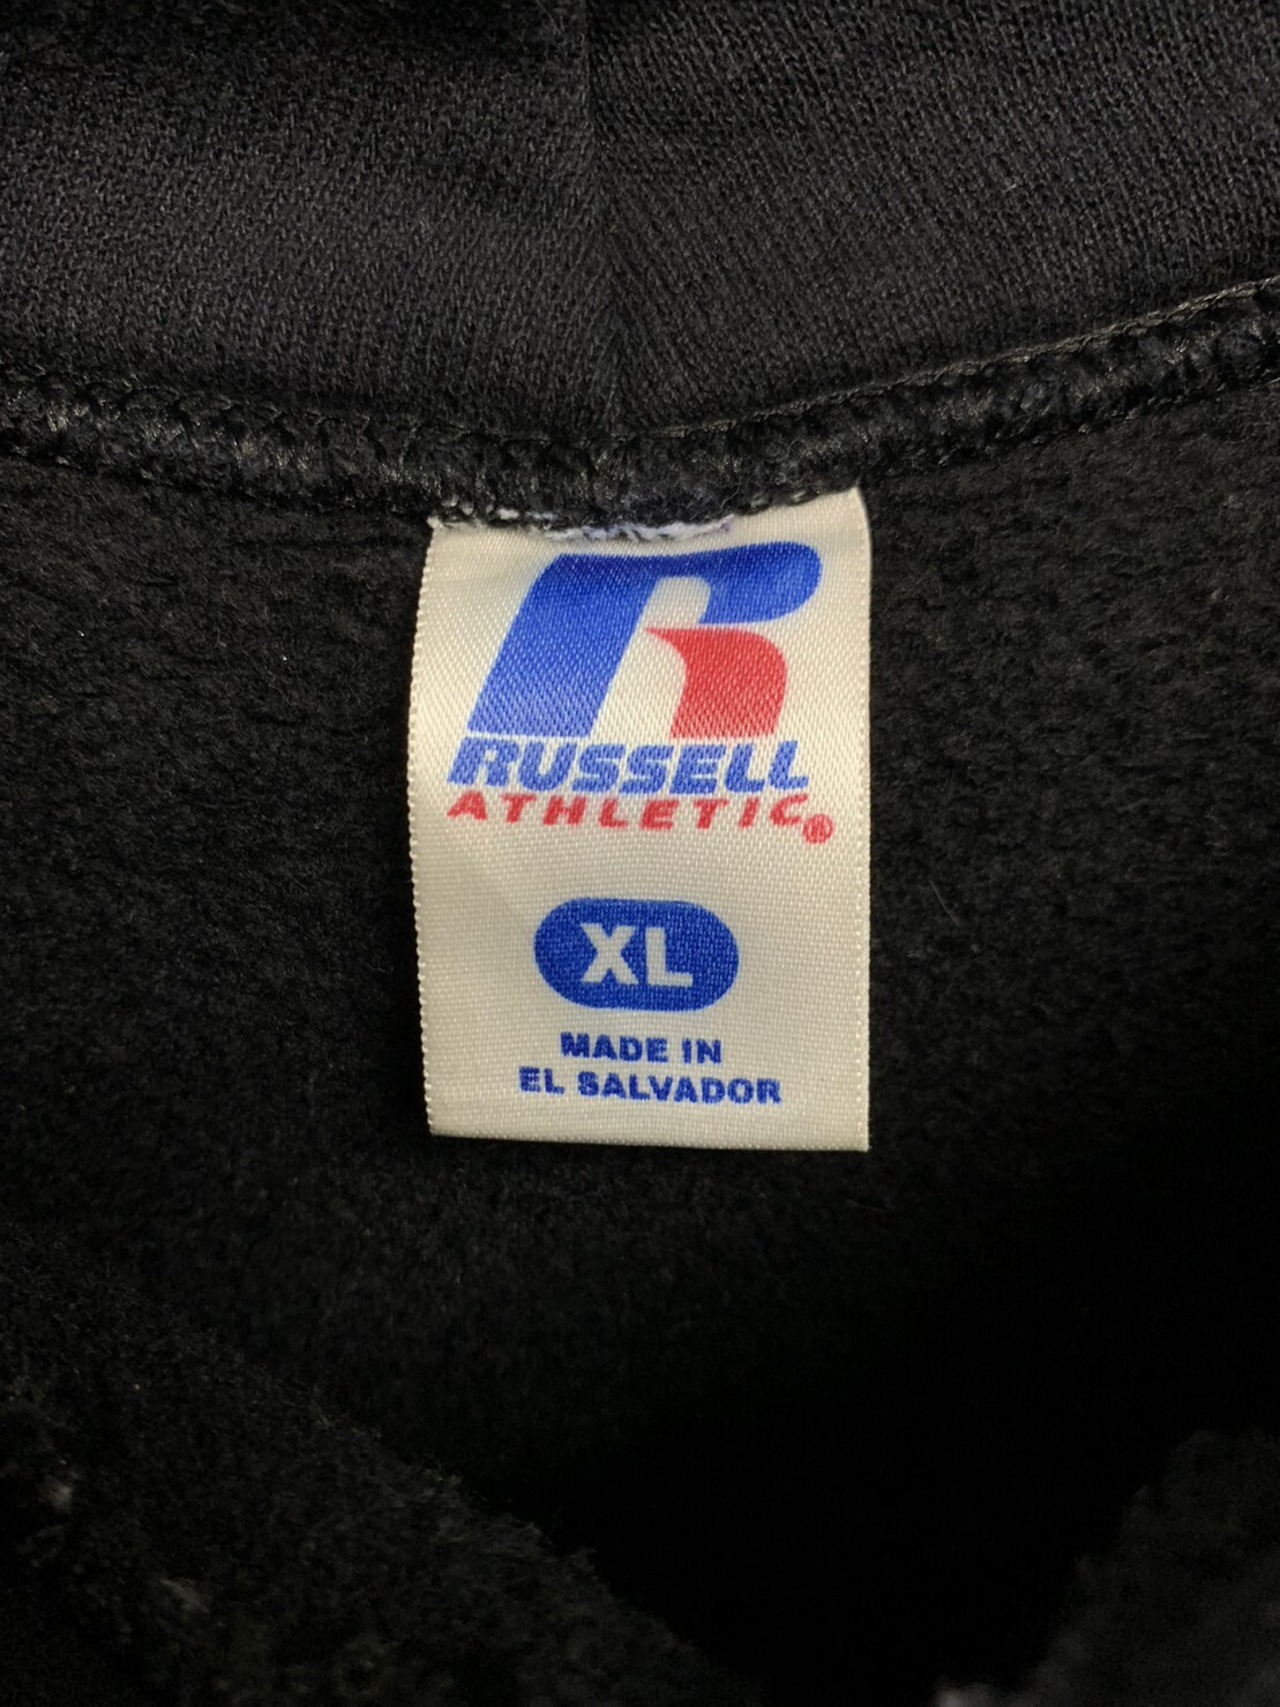 RUSSELL
ATHLETIC®
XL
MADE IN
EL SALVADOR